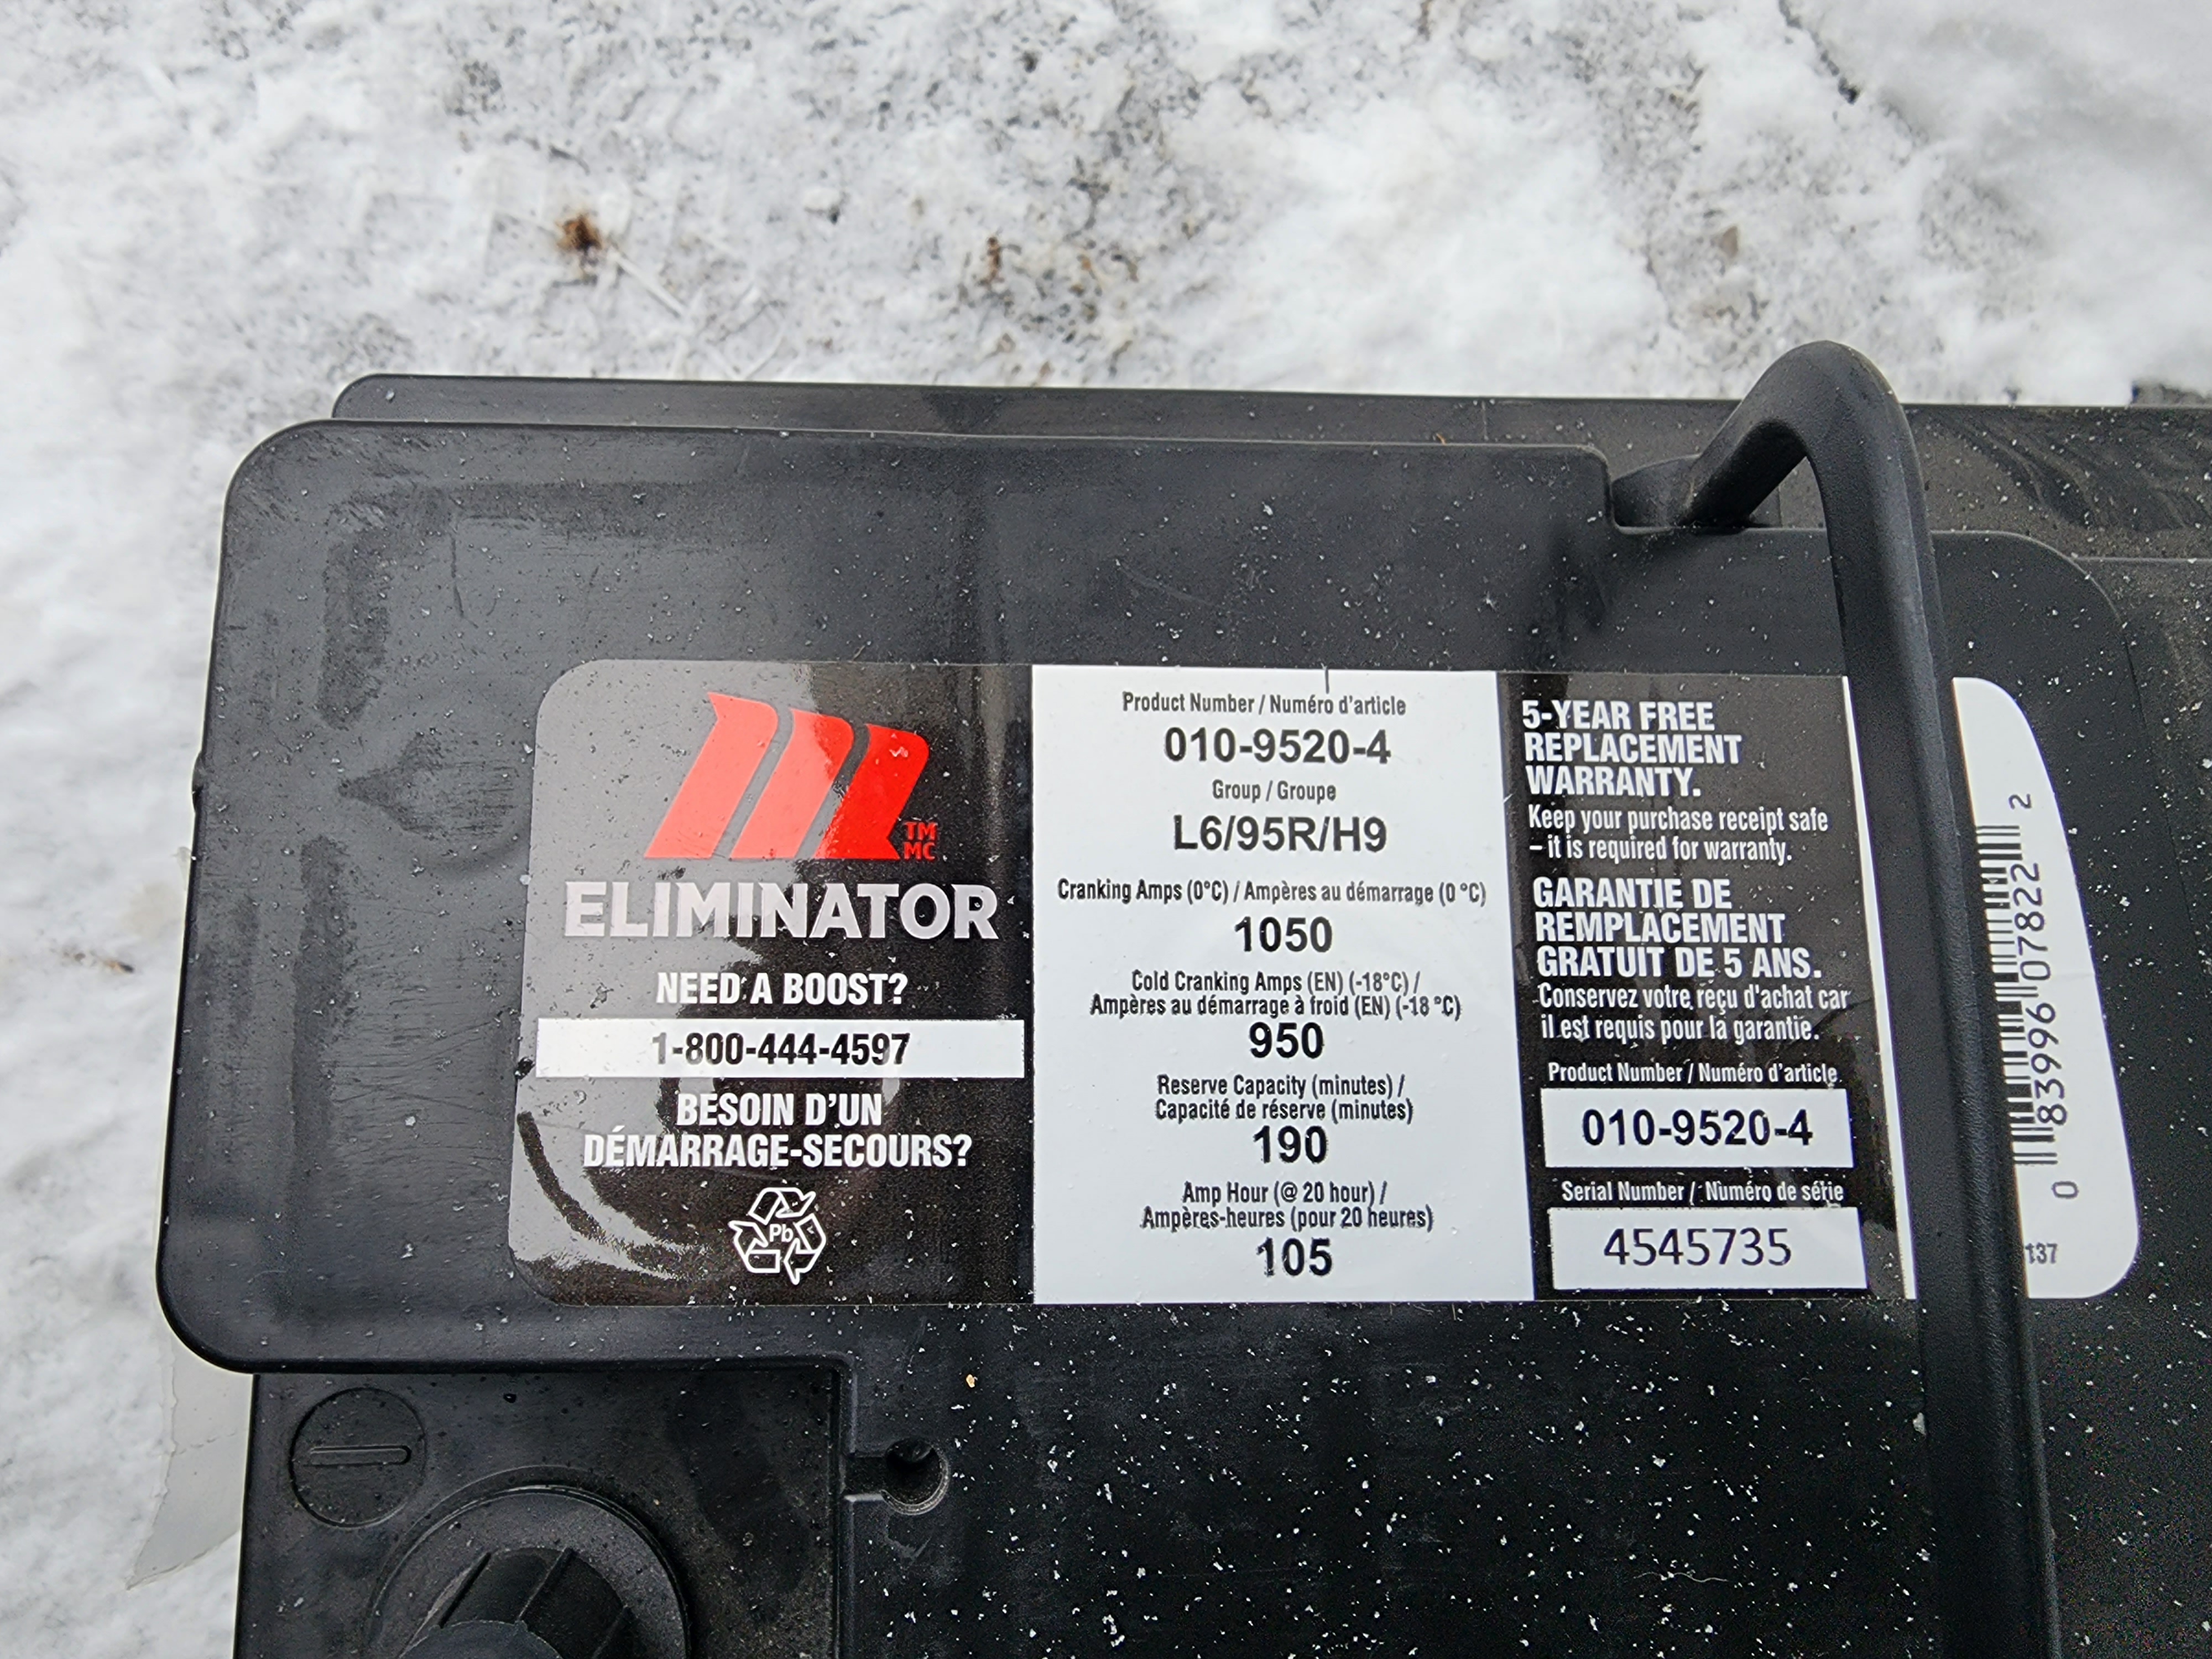 TM
MC
ELIMINATOR
NEED A BOOST?
1-800-444-4597
BESOIN D'UN
DÉMARRAGE-SECOURS?
Pb
Product Number / Numéro d'article
010-9520-4
Group / Groupe
L6/95R/H9
Cranking Amps (0°C) / Ampères au démarrage (0 °C)
1050
Cold Cranking Amps (EN) (-18°C) /
Ampères au démarrage à froid (EN) (-18 °C)
950
Reserve Capacity (minutes) /
Capacité de réserve (minutes)
190
Amp Hour (@ 20 hour) /
Ampères-heures (pour 20 heures)
105
5-YEAR FREE
REPLACEMENT
WARRANTY.
Keep your purchase receipt safe
– it is required for warranty.
GARANTIE DE
REMPLACEMENT
GRATUIT DE 5 ANS.
Conservez votre reçu d'achat car
il est requis pour la garantie.
Product Number / Numéro d'article
010-9520-4
Serial Number / Numéro de série
4545735
0 83996 07822 2
137